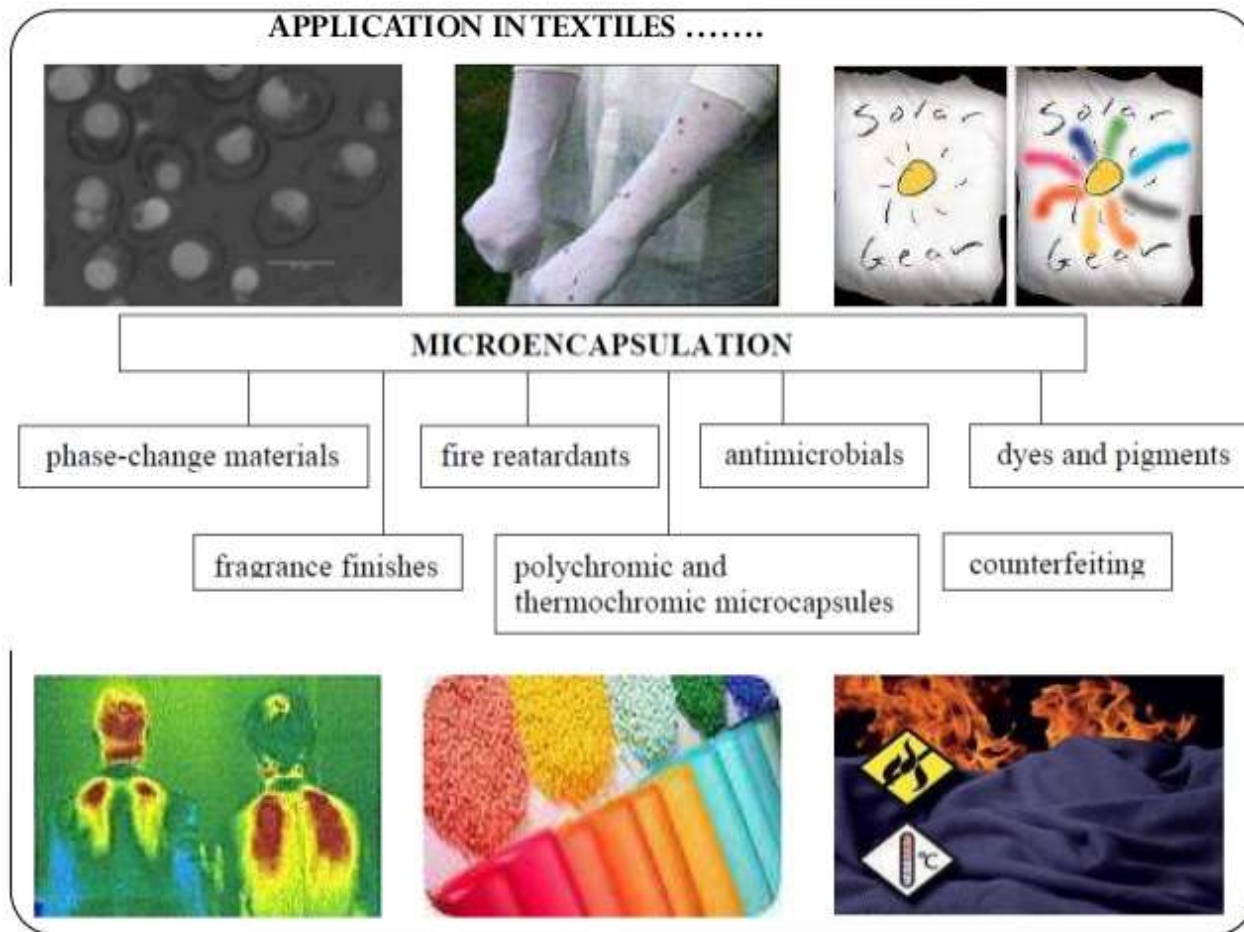 APPLICATION IN TEXTILES …….
Solar
Gear
Solar
Gear
MICROENCAPSULATION
phase-change materials
fire reatardants
antimicrobials
dyes and pigments
fragrance finishes
polychromic and
thermochromic microcapsules
counterfeiting
°C